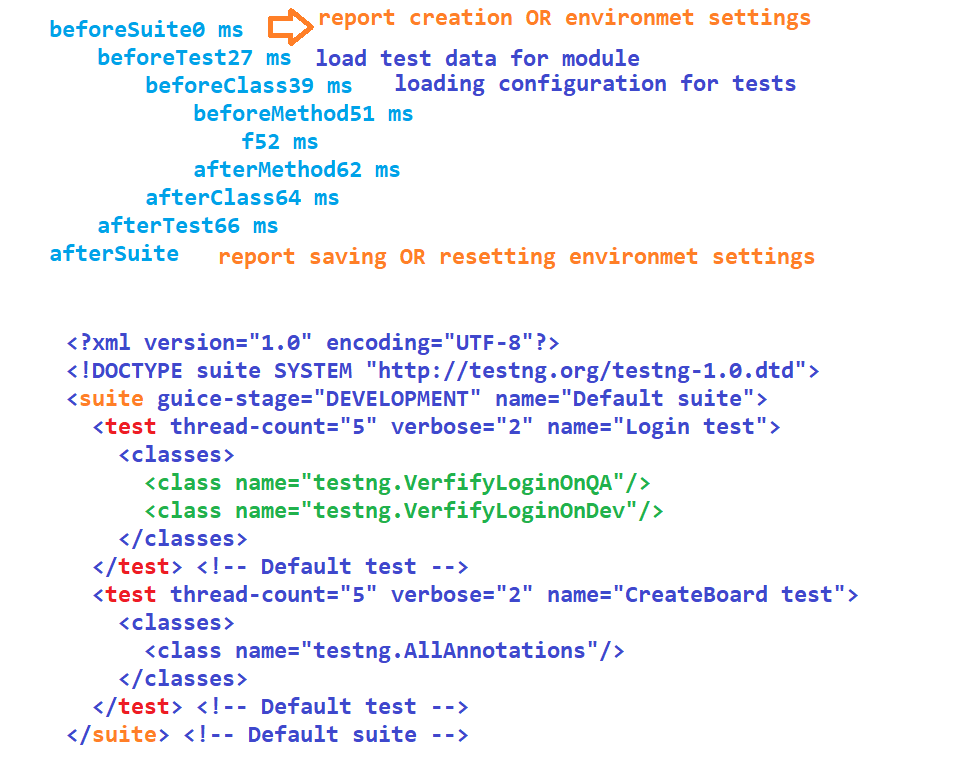 beforeSuite0 ms report creation OR environmet settings
beforeTest27 ms load test data for module
beforeClass39 ms loading configuration for tests
beforeMethod51 ms
f52 ms
afterMethod62 ms
afterClass64 ms
afterTest66 ms
afterSuite report saving OR resetting environmet settings
<?xml version="1.0" encoding="UTF-8"?>
<!DOCTYPE suite SYSTEM "http://testng.org/testng-1.0.dtd">
<suite guice-stage="DEVELOPMENT" name="Default suite">
<test thread-count="5" verbose="2" name="Login test">
<classes>
<class name="testng.VerfifyLoginOnQA"/>
<class name="testng.VerfifyLoginOnDev"/>
</classes>
</test> <!-- Default test -->
<test thread-count="5" verbose="2" name="CreateBoard test">
<classes>
<class name="testng.AllAnnotations"/>
</classes>
</test> <!-- Default test -->
</suite> <!-- Default suite -->